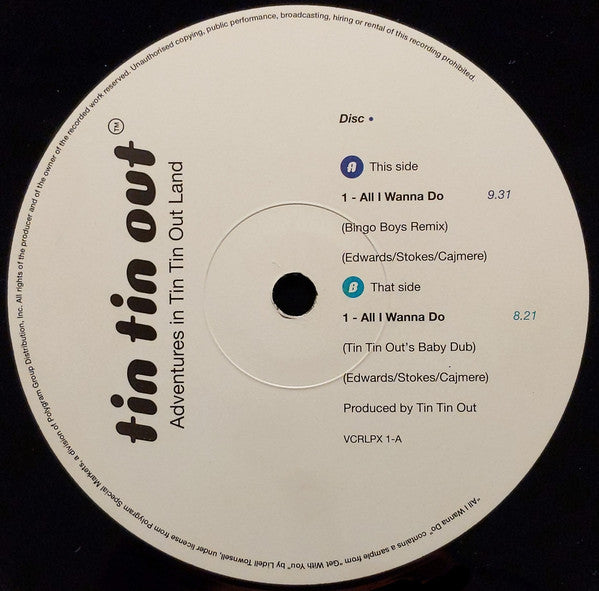 tin tin out™
Adventures in Tin Tin Out Land
Disc •
A This side
1 - All I Wanna Do 9.31
(Bingo Boys Remix)
(Edwards/Stokes/Cajmere)
B That side
1 - All I Wanna Do 8.21
(Tin Tin Out's Baby Dub)
(Edwards/Stokes/Cajmere)
Produced by Tin Tin Out
VCRLPX 1-A
"All I Wanna Do" contains a sample from "Get With You" by Lidell Townsell, under license from Polygram Special Markets, a division of Polygram Group Distribution, Inc. All rights of the producer and of the owner of the recorded work reserved. Unauthorised copying, public performance, broadcasting, hiring or rental of this recording prohibited.